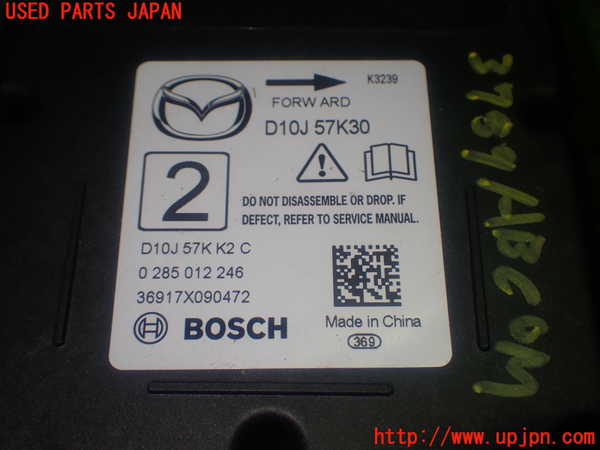 USED PARTS JAPAN
K3239
FORWARD
D10J 57K30
2
DO NOT DISASSEMBLE OR DROP. IF
DEFECT, REFER TO SERVICE MANUAL.
D10J 57K K2 C
0 285 012 246
36917X090472
BOSCH
Made in China
369
3789ABCOM
http://www.upjpn.com